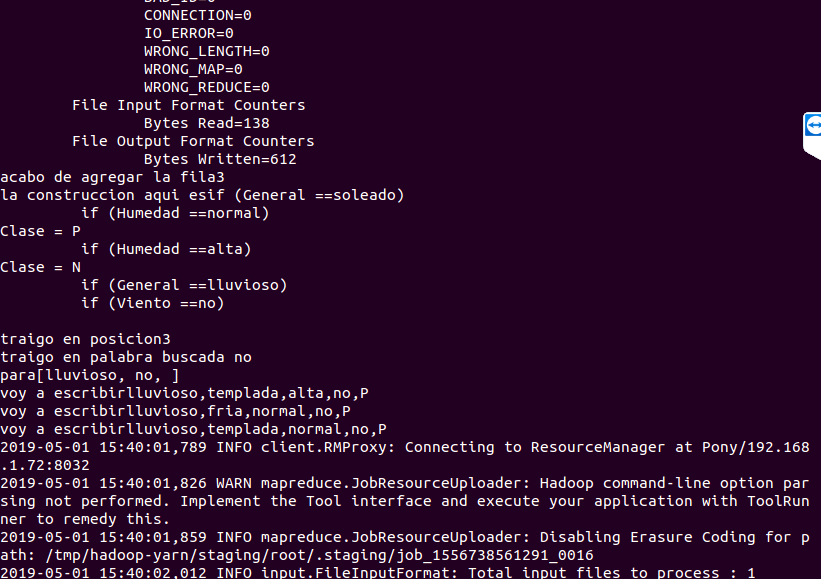 CONNECTION=0
IO_ERROR=0
WRONG_LENGTH=0
WRONG_MAP=0
WRONG_REDUCE=0
File Input Format Counters
Bytes Read=138
File Output Format Counters
Bytes Written=612
acabo de agregar la fila3
la construccion aqui esif (General ==soleado)
if (Humedad ==normal)
Clase = P
if (Humedad ==alta)
Clase = N
if (General ==lluvioso)
if (Viento ==no)
traigo en posicion3
traigo en palabra buscada no
para[lluvioso, no, ]
voy a escribirlluvioso,templada,alta,no,P
voy a escribirlluvioso,fria,normal,no,P
voy a escribirlluvioso,templada,normal,no,P
2019-05-01 15:40:01,789 INFO client.RMProxy: Connecting to ResourceManager at Pony/192.168
.1.72:8032
2019-05-01 15:40:01,826 WARN mapreduce.JobResourceUploader: Hadoop command-line option par
sing not performed. Implement the Tool interface and execute your application with ToolRun
ner to remedy this.
2019-05-01 15:40:01,859 INFO mapreduce.JobResourceUploader: Disabling Erasure Coding for p
ath: /tmp/hadoop-yarn/staging/root/.staging/job_1556738561291_0016
2019-05-01 15:40:02,012 INFO input.FileInputFormat: Total input files to process : 1